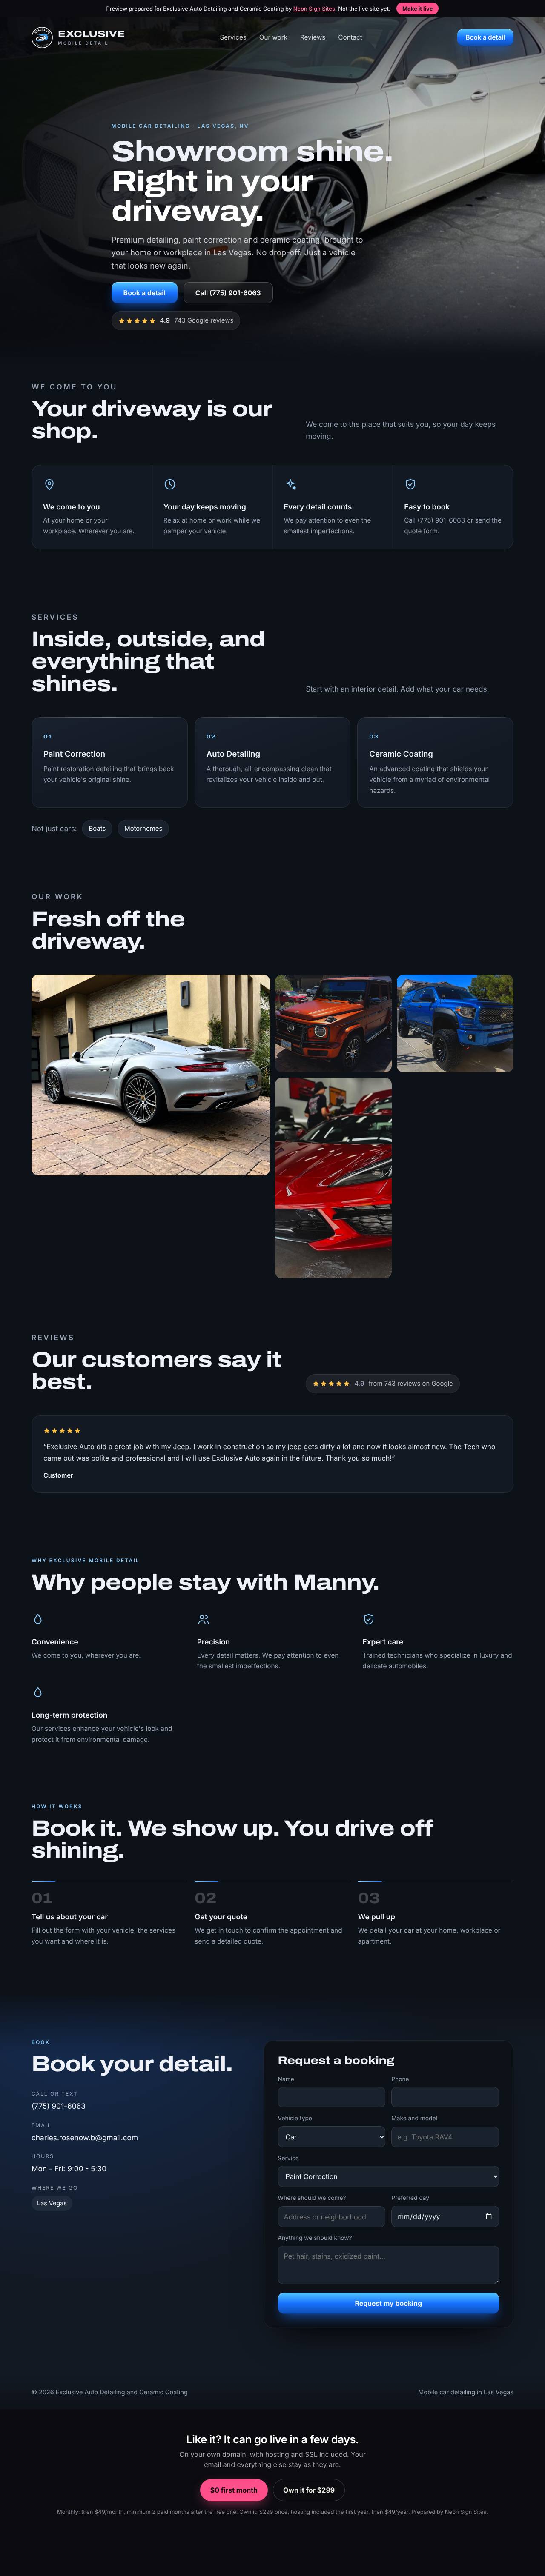 Preview prepared for Exclusive Auto Detailing and Ceramic Coating by Neon Sign Sites. Not the live site yet. Make it live
EXCLUSIVE
MOBILE DETAIL
Services Our work Reviews Contact
Book a detail
MOBILE CAR DETAILING · LAS VEGAS, NV
Showroom shine.
Right in your
driveway.
Premium detailing, paint correction and ceramic coating, brought to
your home or workplace in Las Vegas. No drop-off. Just a vehicle
that looks new again.
Book a detail Call (775) 901-6063
4.9 743 Google reviews
WE COME TO YOU
Your driveway is our
shop.
We come to the place that suits you, so your day keeps
moving.
We come to you
At your home or your
workplace. Wherever you are.
Your day keeps moving
Relax at home or work while we
pamper your vehicle.
Every detail counts
We pay attention to even the
smallest imperfections.
Easy to book
Call (775) 901-6063 or send the
quote form.
SERVICES
Inside, outside, and
everything that
shines.
Start with an interior detail. Add what your car needs.
01
Paint Correction
Paint restoration detailing that brings back
your vehicle's original shine.
02
Auto Detailing
A thorough, all-encompassing clean that
revitalizes your vehicle inside and out.
03
Ceramic Coating
An advanced coating that shields your
vehicle from a myriad of environmental
hazards.
Not just cars: Boats Motorhomes
OUR WORK
Fresh off the
driveway.
REVIEWS
Our customers say it
best.
4.9 from 743 reviews on Google
“Exclusive Auto did a great job with my Jeep. I work in construction so my jeep gets dirty a lot and now it looks almost new. The Tech who
came out was polite and professional and I will use Exclusive Auto again in the future. Thank you so much!”
Customer
WHY EXCLUSIVE MOBILE DETAIL
Why people stay with Manny.
Convenience
We come to you, wherever you are.
Precision
Every detail matters. We pay attention to even
the smallest imperfections.
Expert care
Trained technicians who specialize in luxury and
delicate automobiles.
Long-term protection
Our services enhance your vehicle's look and
protect it from environmental damage.
HOW IT WORKS
Book it. We show up. You drive off
shining.
01
Tell us about your car
Fill out the form with your vehicle, the services
you want and where it is.
02
Get your quote
We get in touch to confirm the appointment and
send a detailed quote.
03
We pull up
We detail your car at your home, workplace or
apartment.
BOOK
Book your detail.
CALL OR TEXT
(775) 901-6063
EMAIL
charles.rosenow.b@gmail.com
HOURS
Mon - Fri: 9:00 - 5:30
WHERE WE GO
Las Vegas
Request a booking
Name Phone
Vehicle type Make and model
Car e.g. Toyota RAV4
Service
Paint Correction
Where should we come? Preferred day
Address or neighborhood mm/dd/yyyy
Anything we should know?
Pet hair, stains, oxidized paint...
Request my booking
© 2026 Exclusive Auto Detailing and Ceramic Coating
Mobile car detailing in Las Vegas
Like it? It can go live in a few days.
On your own domain, with hosting and SSL included. Your
email and everything else stay as they are.
$0 first month Own it for $299
Monthly: then $49/month, minimum 2 paid months after the free one. Own it: $299 once, hosting included the first year, then $49/year. Prepared by Neon Sign Sites.